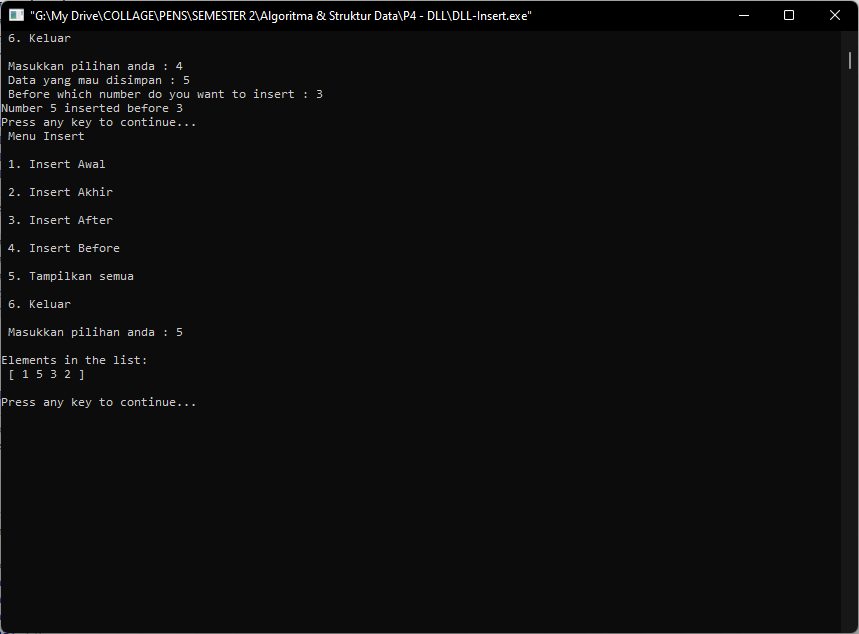 "G:\My Drive\COLLAGE\PENS\SEMESTER 2\Algoritma & Struktur Data\P4 - DLL\DLL-Insert.exe"
6. Keluar
Masukkan pilihan anda : 4
Data yang mau disimpan : 5
Before which number do you want to insert : 3
Number 5 inserted before 3
Press any key to continue...
Menu Insert
1. Insert Awal
2. Insert Akhir
3. Insert After
4. Insert Before
5. Tampilkan semua
6. Keluar
Masukkan pilihan anda : 5
Elements in the list:
[ 1 5 3 2 ]
Press any key to continue...